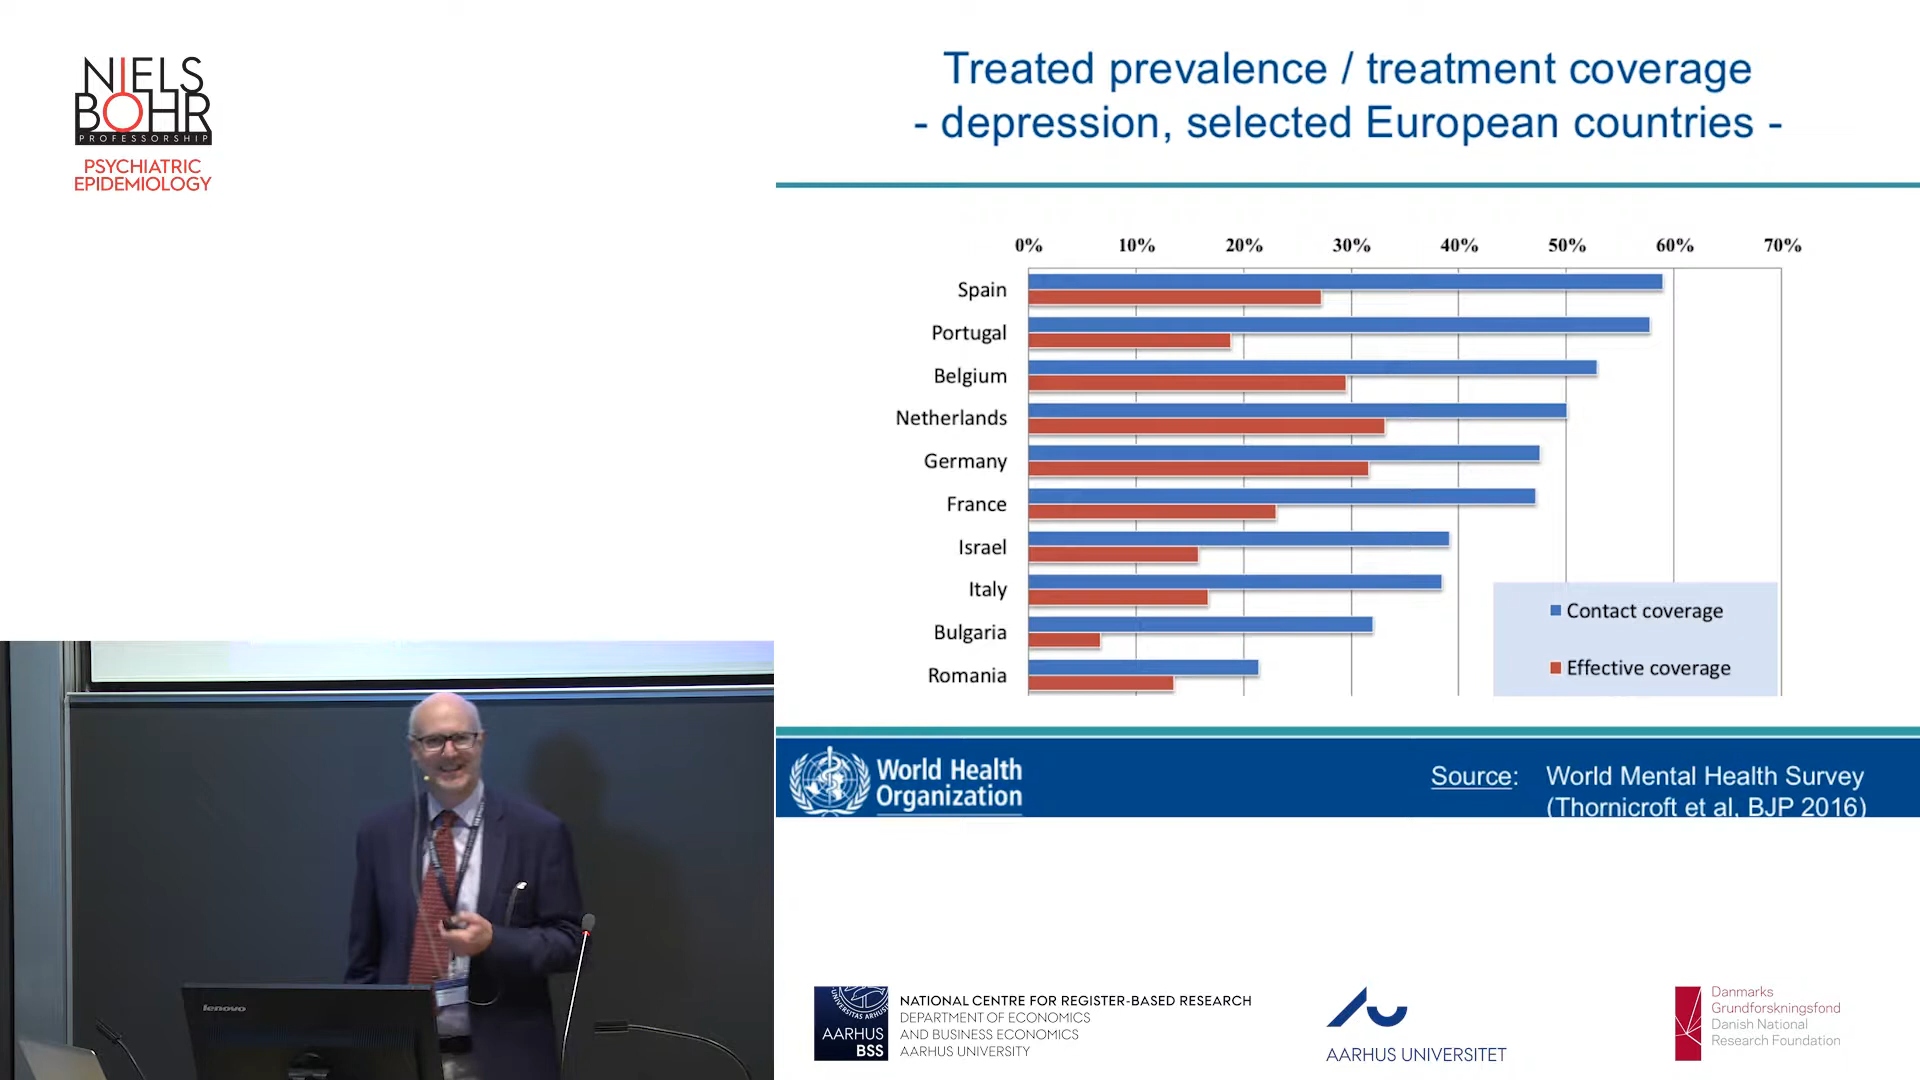 NIELS
BOHR
PROFESSORSHIP
PSYCHIATRIC
EPIDEMIOLOGY
Treated prevalence / treatment coverage
- depression, selected European countries -
0% 10% 20% 30% 40% 50% 60% 70%
Spain
Portugal
Belgium
Netherlands
Germany
France
Israel
Italy
Bulgaria
Romania
Contact coverage
Effective coverage
World Health
Organization
Source: World Mental Health Survey
(Thornicroft et al, BJP 2016)
lenovo
AARHUS
BSS
NATIONAL CENTRE FOR REGISTER-BASED RESEARCH
DEPARTMENT OF ECONOMICS
AND BUSINESS ECONOMICS
AARHUS UNIVERSITY
AARHUS UNIVERSITET
Danmarks
Grundforskningsfond
Danish National
Research Foundation